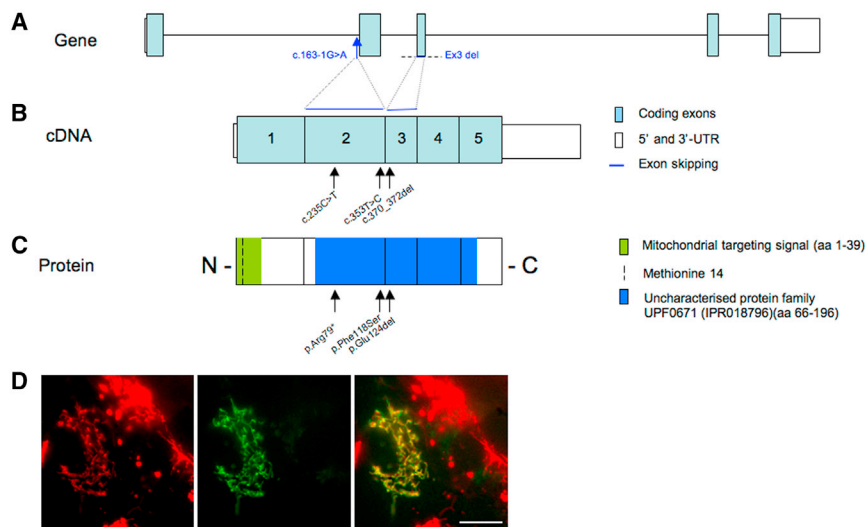 A
Gene
c.163-1G>A
Ex3 del
B
cDNA
1 2 3 4 5
Coding exons
5' and 3'-UTR
Exon skipping
c.235C>T
c.353T>C
c.370_372del
C
Protein
N - - C
Mitochondrial targeting signal (aa 1-39)
Methionine 14
Uncharacterised protein family
UPF0671 (IPR018796)(aa 66-196)
p.Arg79*
p.Phe118Ser
p.Glu124del
D